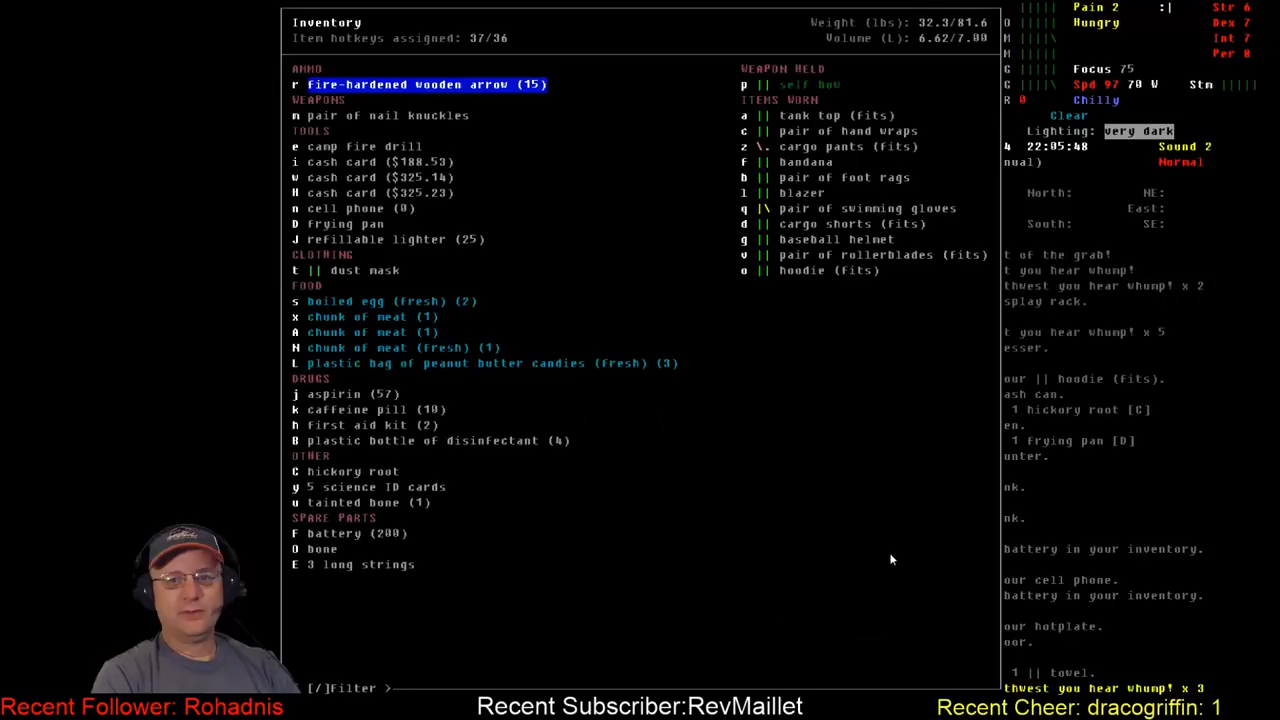 Inventory
Item hotkeys assigned: 37/36
Weight (lbs): 32.3/81.6
Volume (L): 6.62/7.00
AMMO
r fire-hardened wooden arrow (15)
WEAPONS
m pair of nail knuckles
TOOLS
e camp fire drill
i cash card ($188.53)
w cash card ($325.14)
H cash card ($325.23)
n cell phone (0)
D frying pan
J refillable lighter (25)
CLOTHING
t || dust mask
FOOD
s boiled egg (fresh) (2)
x chunk of meat (1)
A chunk of meat (1)
N chunk of meat (fresh) (1)
L plastic bag of peanut butter candies (fresh) (3)
DRUGS
j aspirin (57)
k caffeine pill (10)
h first aid kit (2)
B plastic bottle of disinfectant (4)
OTHER
C hickory root
y 5 science ID cards
u tainted bone (1)
SPARE PARTS
F battery (200)
O bone
E 3 long strings
[/]Filter >
WEAPON HELD
p || self bow
ITEMS WORN
a || tank top (fits)
c || pair of hand wraps
z \. cargo pants (fits)
f || bandana
b || pair of foot rags
l || blazer
q |\ pair of swimming gloves
d || cargo shorts (fits)
g || baseball helmet
v || pair of rollerblades (fits)
o || hoodie (fits)
Pain 2 :| Str 6
O Hungry Dex 7
M Int 7
M Per 8
G Focus 75
G Spd 97 70 W Stm
R 0 Chilly
Clear
Lighting: very dark
4 22:05:48 Sound 2
nual) Normal
North: NE:
East:
South: SE:
t of the grab!
t you hear whump!
thwest you hear whump! x 2
splay rack.
t you hear whump! x 5
esser.
our || hoodie (fits).
ash can.
1 hickory root [C]
en.
1 frying pan [D]
unter.
nk.
nk.
battery in your inventory.
our cell phone.
battery in your inventory.
our hotplate.
oor.
1 || towel.
thwest you hear whump! x 3
Recent Follower: Rohadnis
Recent Subscriber:RevMaillet
Recent Cheer: dracogriffin: 1